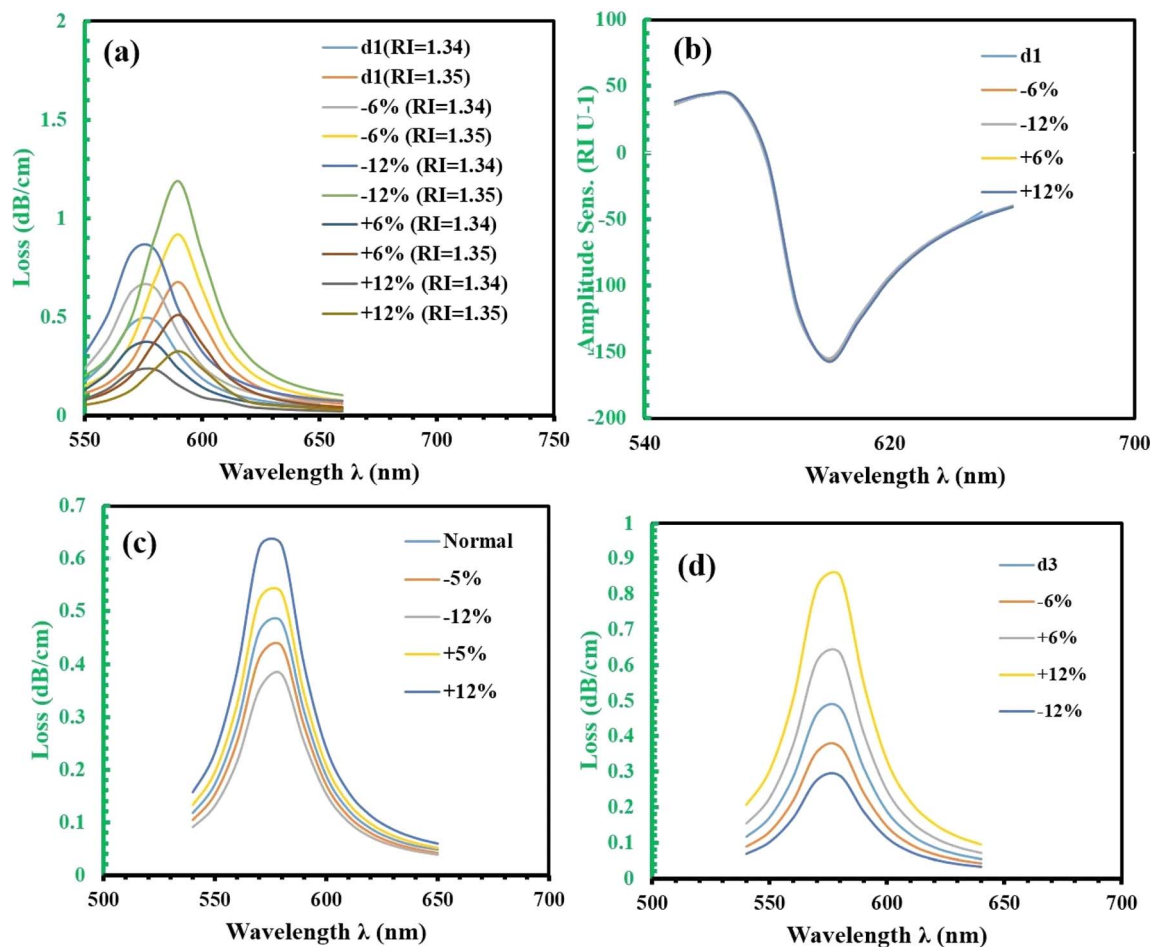 (a)
2
1.5
1
0.5
0
Loss (dB/cm)
550
600
650
700
750
Wavelength λ (nm)
d1(RI=1.34)
d1(RI=1.35)
-6% (RI=1.34)
-6% (RI=1.35)
-12% (RI=1.34)
-12% (RI=1.35)
+6% (RI=1.34)
+6% (RI=1.35)
+12% (RI=1.34)
+12% (RI=1.35)
(b)
100
50
0
-50
-100
-150
-200
Amplitude Sens. (RI U-1)
540
620
700
Wavelength λ (nm)
d1
-6%
-12%
+6%
+12%
(c)
0.7
0.6
0.5
0.4
0.3
0.2
0.1
0
Loss (dB/cm)
500
550
600
650
700
Wavelength λ (nm)
Normal
-5%
-12%
+5%
+12%
(d)
1
0.9
0.8
0.7
0.6
0.5
0.4
0.3
0.2
0.1
0
Loss (dB/cm)
500
550
600
650
700
Wavelength λ (nm)
d3
-6%
+6%
+12%
-12%